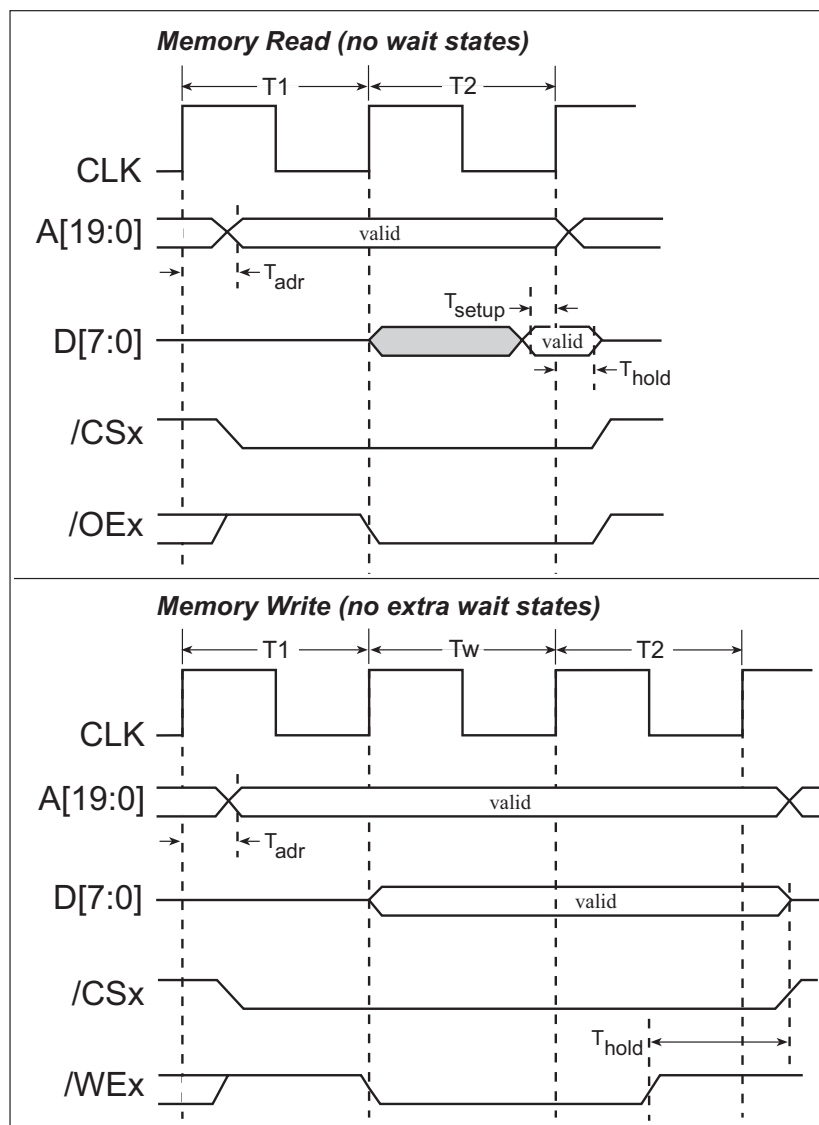 Memory Read (no wait states)
T1
T2
CLK
A[19:0]
valid
Tadr
Tsetup
D[7:0]
valid
Thold
/CSx
/OEx
Memory Write (no extra wait states)
T1
Tw
T2
CLK
A[19:0]
valid
Tadr
D[7:0]
valid
/CSx
Thold
/WEx